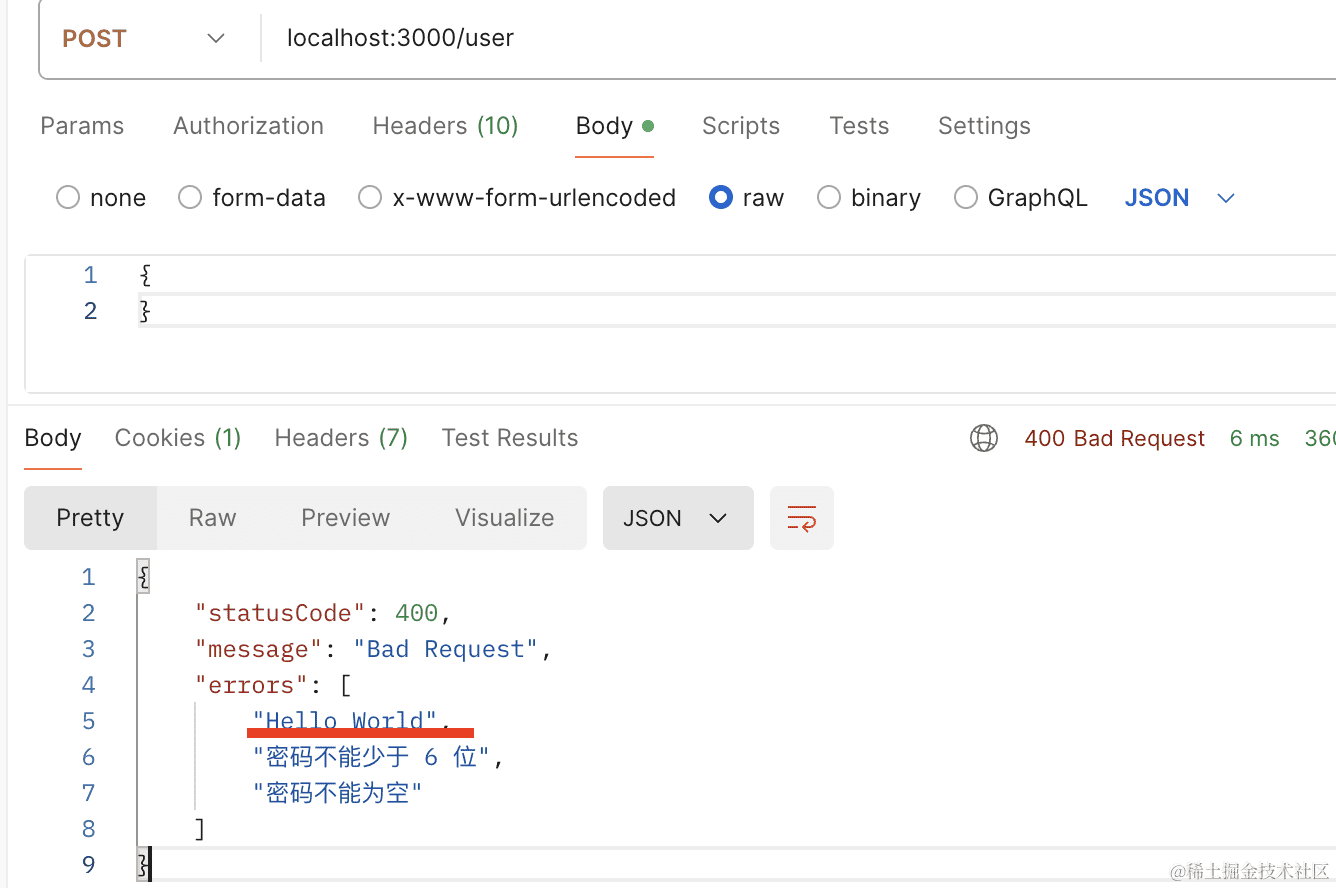 POST localhost:3000/user
Params Authorization Headers (10) Body Scripts Tests Settings
none form-data x-www-form-urlencoded raw binary GraphQL JSON
1 {
2 }
Body Cookies (1) Headers (7) Test Results 400 Bad Request 6 ms 360
Pretty Raw Preview Visualize JSON
1 {
2 "statusCode": 400,
3 "message": "Bad Request",
4 "errors": [
5 "Hello World",
6 "密码不能少于 6 位",
7 "密码不能为空"
8 ]
9 }
@稀土掘金技术社区